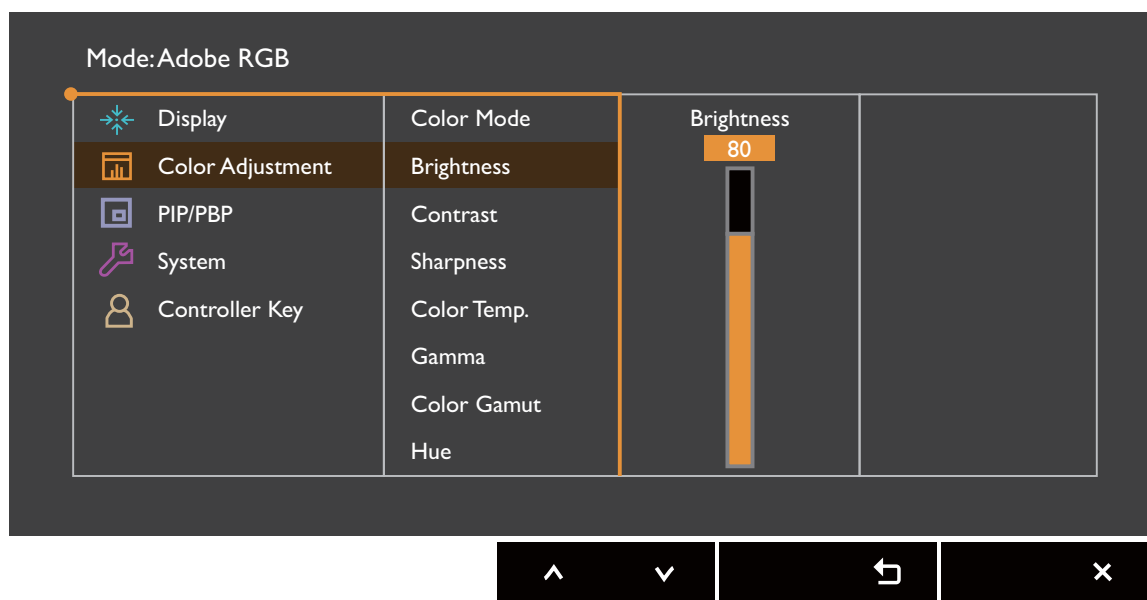 Mode: Adobe RGB
Display
Color Adjustment
PIP/PBP
System
Controller Key
Color Mode
Brightness
Contrast
Sharpness
Color Temp.
Gamma
Color Gamut
Hue
Brightness
80